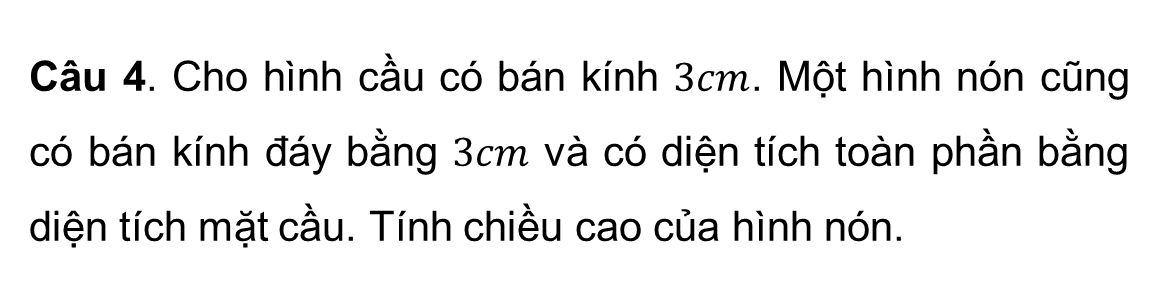 Câu 4. Cho hình cầu có bán kính 3cm. Một hình nón cũng
có bán kính đáy bằng 3cm và có diện tích toàn phần bằng
diện tích mặt cầu. Tính chiều cao của hình nón.